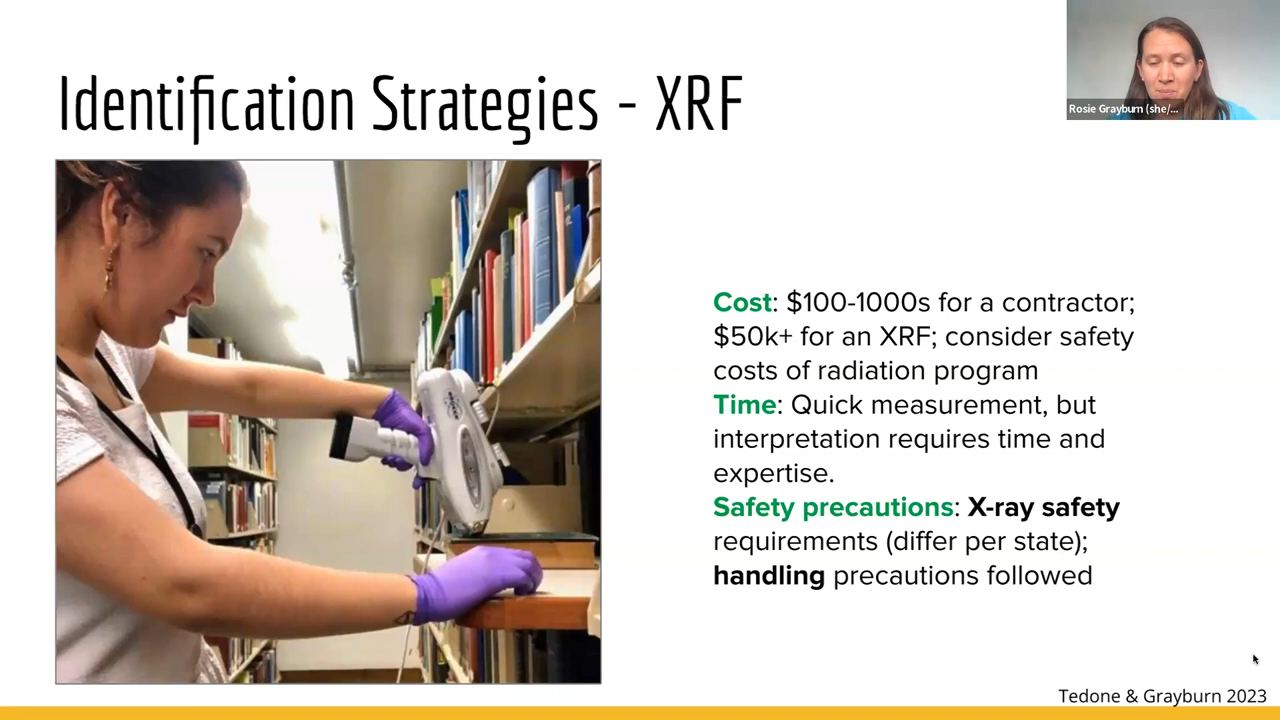 Identification Strategies - XRF
Rosie Grayburn (she/...
Cost: $100-1000s for a contractor;
$50k+ for an XRF; consider safety
costs of radiation program
Time: Quick measurement, but
interpretation requires time and
expertise.
Safety precautions: X-ray safety
requirements (differ per state);
handling precautions followed
Tedone & Grayburn 2023